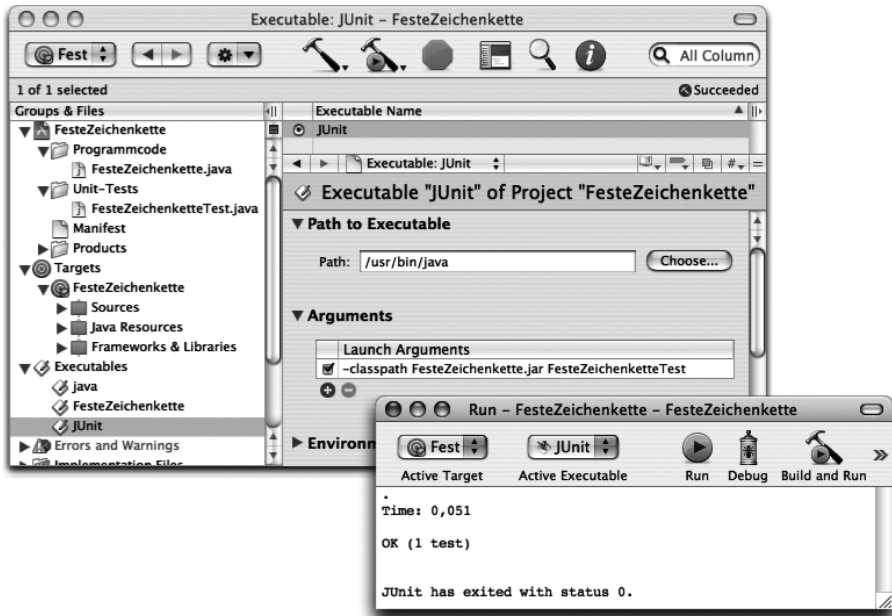 Executable: JUnit – FesteZeichenkette
Fest
All Column
1 of 1 selected
Succeeded
Groups & Files
FesteZeichenkette
Programmcode
FesteZeichenkette.java
Unit-Tests
FesteZeichenketteTest.java
Manifest
Products
Targets
FesteZeichenkette
Sources
Java Resources
Frameworks & Libraries
Executables
java
FesteZeichenkette
JUnit
Errors and Warnings
Implementation Files
Executable Name
JUnit
Executable: JUnit
#
Executable "JUnit" of Project "FesteZeichenkette"
Path to Executable
Path: /usr/bin/java
Choose...
Arguments
Launch Arguments
-classpath FesteZeichenkette.jar FesteZeichenketteTest
Run – FesteZeichenkette – FesteZeichenkette
Fest JUnit
Active Target Active Executable Run Debug Build and Run
.
Time: 0,051
OK (1 test)
JUnit has exited with status 0.